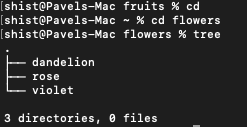 [shist@Pavels-Mac fruits % cd
[shist@Pavels-Mac ~ % cd flowers
[shist@Pavels-Mac flowers % tree
.
├── dandelion
├── rose
└── violet
3 directories, 0 files